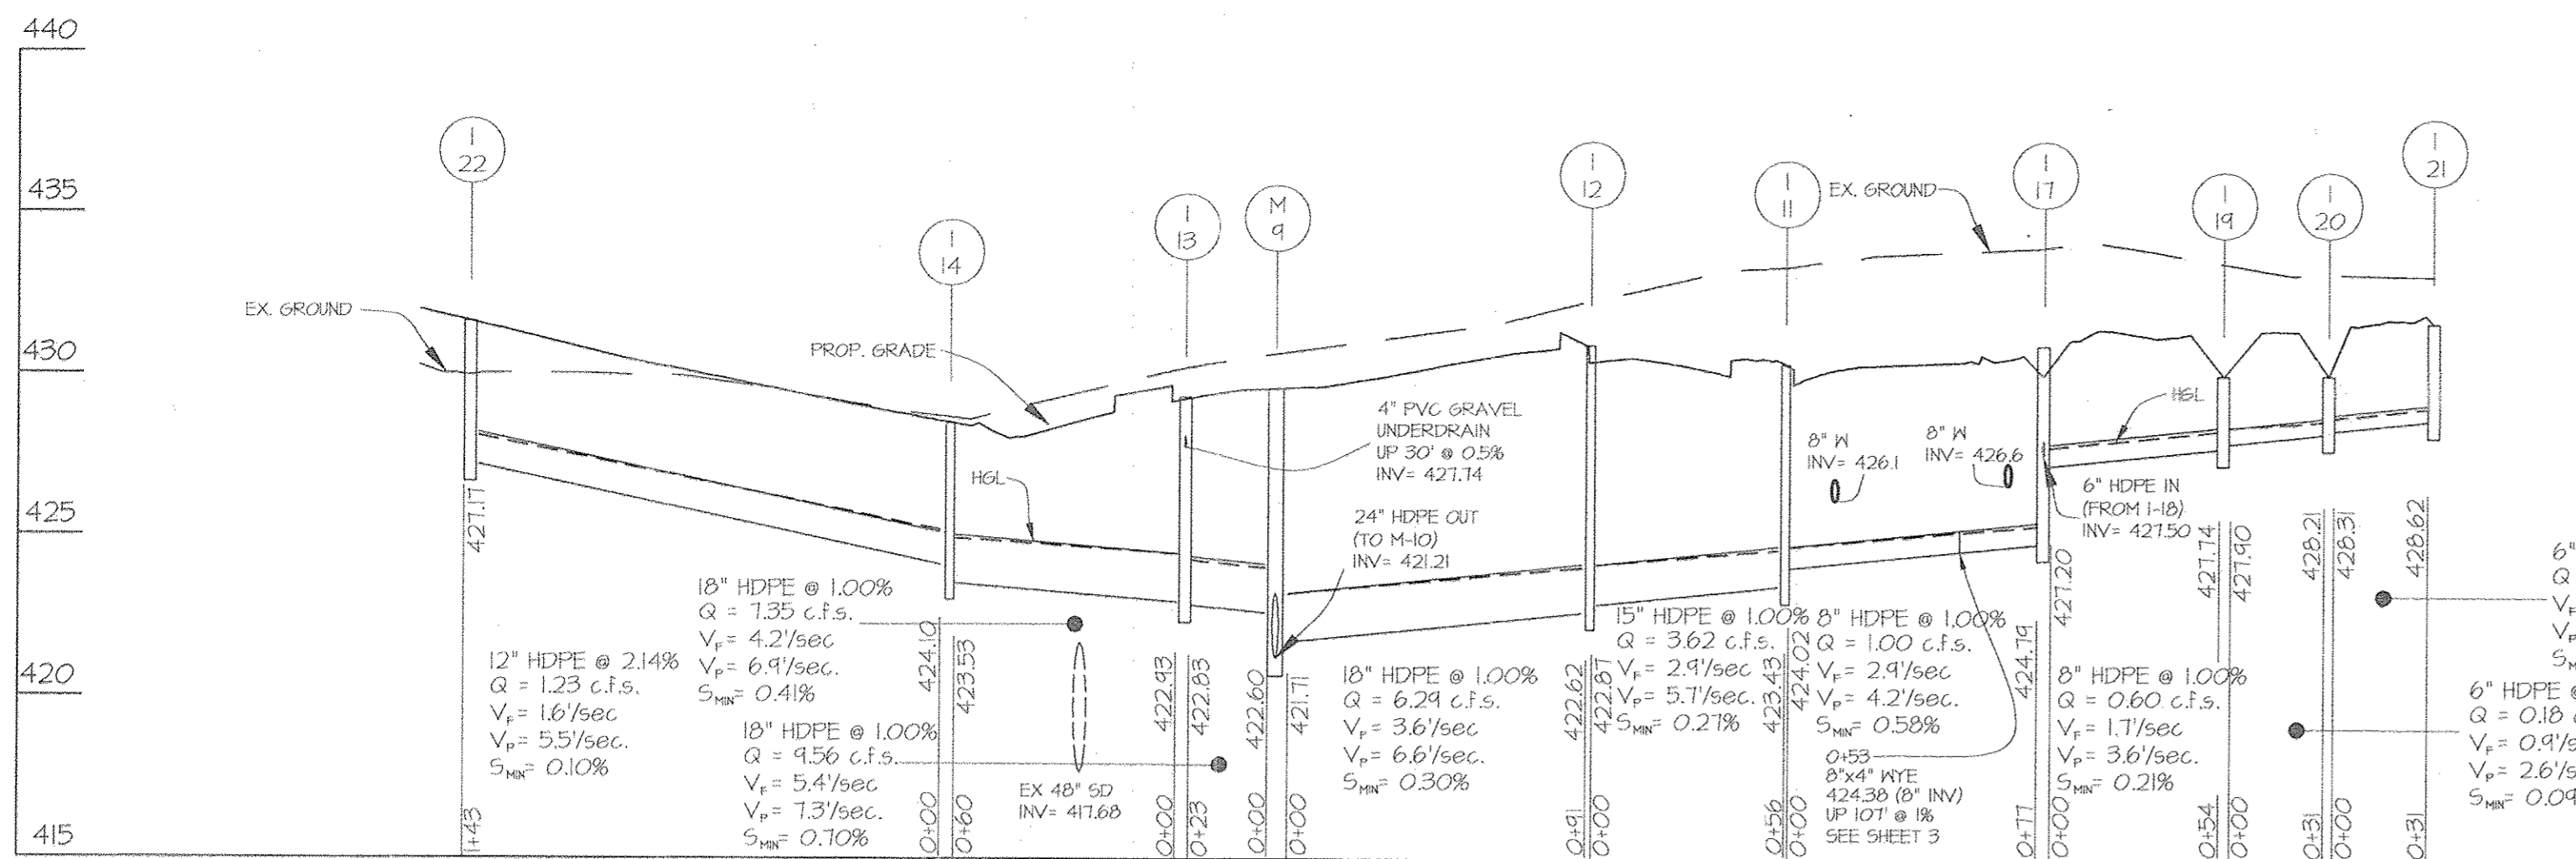 440
435
430
425
420
415
I
22
I
14
I
13
M
9
I
12
I
11
I
17
I
19
I
20
I
21
EX. GROUND
PROP. GRADE
EX. GROUND
HGL
HGL
4" PVC GRAVEL
UNDERDRAIN
UP 30' @ 0.5%
INV= 427.74
24" HDPE OUT
(TO M-10)
INV= 421.21
8" W
INV= 426.1
8" W
INV= 426.6
6" HDPE IN
(FROM I-18)
INV= 427.50
12" HDPE @ 2.14%
Q = 1.23 c.f.s.
VF= 1.6'/sec
VP= 5.5'/sec.
SMIN= 0.10%
18" HDPE @ 1.00%
Q = 7.35 c.f.s.
VF= 4.2'/sec
VP= 6.9'/sec.
SMIN= 0.41%
18" HDPE @ 1.00%
Q = 9.56 c.f.s.
VF= 5.4'/sec
VP= 7.3'/sec.
SMIN= 0.70%
EX 48" SD
INV= 417.68
18" HDPE @ 1.00%
Q = 6.29 c.f.s.
VF= 3.6'/sec
VP= 6.6'/sec
SMIN= 0.30%
15" HDPE @ 1.00%
Q = 3.62 c.f.s.
VF= 2.9'/sec
VP= 5.7'/sec.
SMIN= 0.27%
8" HDPE @ 1.00%
Q = 1.00 c.f.s.
VF= 2.9'/sec
VP= 4.2'/sec.
SMIN= 0.58%
0+53
8"x4" WYE
424.38 (8" INV)
UP 107' @ 1%
SEE SHEET 3
8" HDPE @ 1.00%
Q = 0.60 c.f.s.
VF= 1.7'/sec
VP= 3.6'/sec.
SMIN= 0.21%
6"
Q
VF
VP
SM
6" HDPE @
Q = 0.18
VF= 0.9'/s
VP= 2.6'/s
SMIN= 0.09
427.17
424.10
423.53
422.93
422.83
422.60
421.71
422.62
422.87
423.43
424.02
424.79
427.20
427.74
427.90
428.21
428.31
428.62
1+43
0+00
0+60
0+00
0+23
0+00
0+00
0+91
0+00
0+56
0+00
0+77
0+00
0+54
0+00
0+31
0+00
0+31